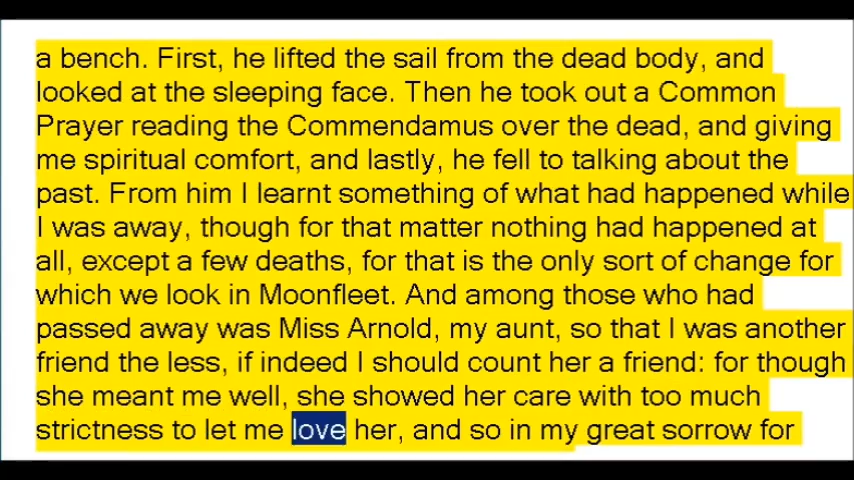 a bench. First, he lifted the sail from the dead body, and
looked at the sleeping face. Then he took out a Common
Prayer reading the Commendamus over the dead, and giving
me spiritual comfort, and lastly, he fell to talking about the
past. From him I learnt something of what had happened while
I was away, though for that matter nothing had happened at
all, except a few deaths, for that is the only sort of change for
which we look in Moonfleet. And among those who had
passed away was Miss Arnold, my aunt, so that I was another
friend the less, if indeed I should count her a friend: for though
she meant me well, she showed her care with too much
strictness to let me love her, and so in my great sorrow for